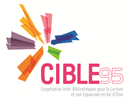 CIBLE95
Coopération Inter-Bibliothèques pour la Lecture
et son Expansion en Val d'Oise